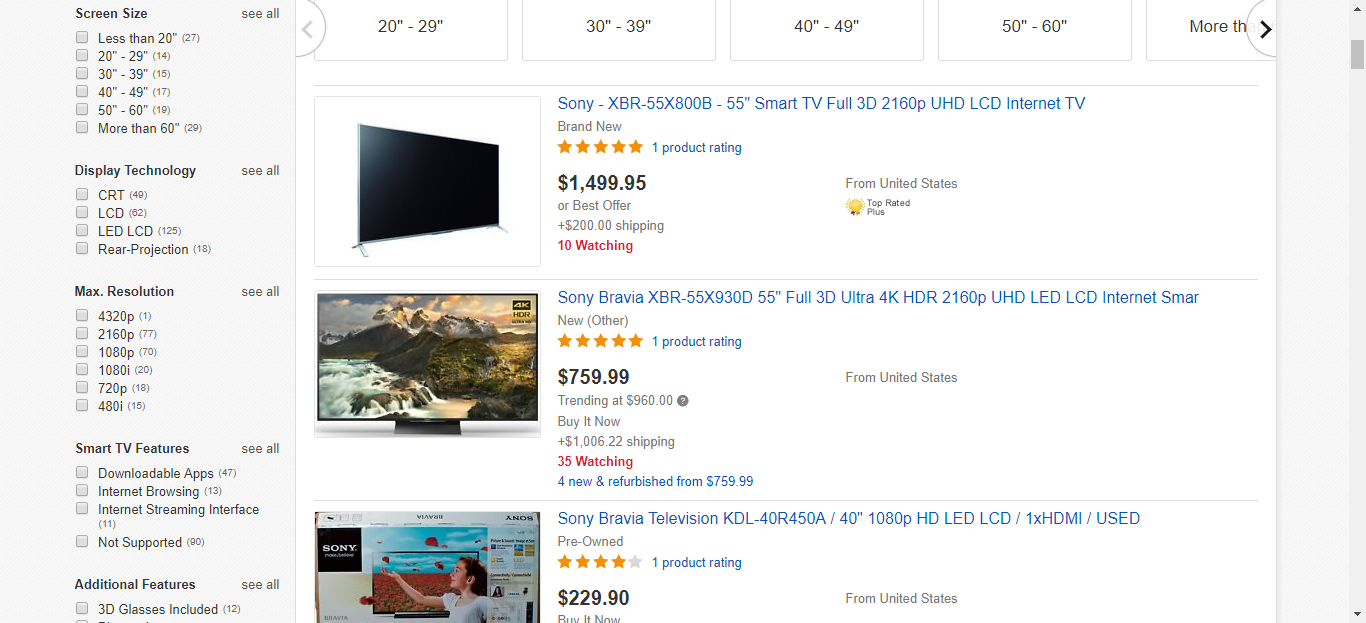 Screen Size see all
Less than 20" (27)
20" - 29" (14)
30" - 39" (15)
40" - 49" (17)
50" - 60" (19)
More than 60" (29)
Display Technology see all
CRT (49)
LCD (62)
LED LCD (125)
Rear-Projection (18)
Max. Resolution see all
4320p (1)
2160p (77)
1080p (70)
1080i (20)
720p (18)
480i (15)
Smart TV Features see all
Downloadable Apps (47)
Internet Browsing (13)
Internet Streaming Interface
(11)
Not Supported (90)
Additional Features see all
3D Glasses Included (12)
20" - 29" 30" - 39" 40" - 49" 50" - 60" More th
Sony - XBR-55X800B - 55" Smart TV Full 3D 2160p UHD LCD Internet TV
Brand New
1 product rating
$1,499.95
or Best Offer
+$200.00 shipping
10 Watching
From United States
Top Rated
Plus
4K
HDR
Sony Bravia XBR-55X930D 55" Full 3D Ultra 4K HDR 2160p UHD LED LCD Internet Smar
New (Other)
1 product rating
$759.99
Trending at $960.00 ?
Buy It Now
+$1,006.22 shipping
35 Watching
4 new & refurbished from $759.99
From United States
SONY
BRAVIA
SONY
make.believe
BRAVIA
Sony Bravia Television KDL-40R450A / 40" 1080p HD LED LCD / 1xHDMI / USED
Pre-Owned
1 product rating
$229.90
Buy It Now
From United States